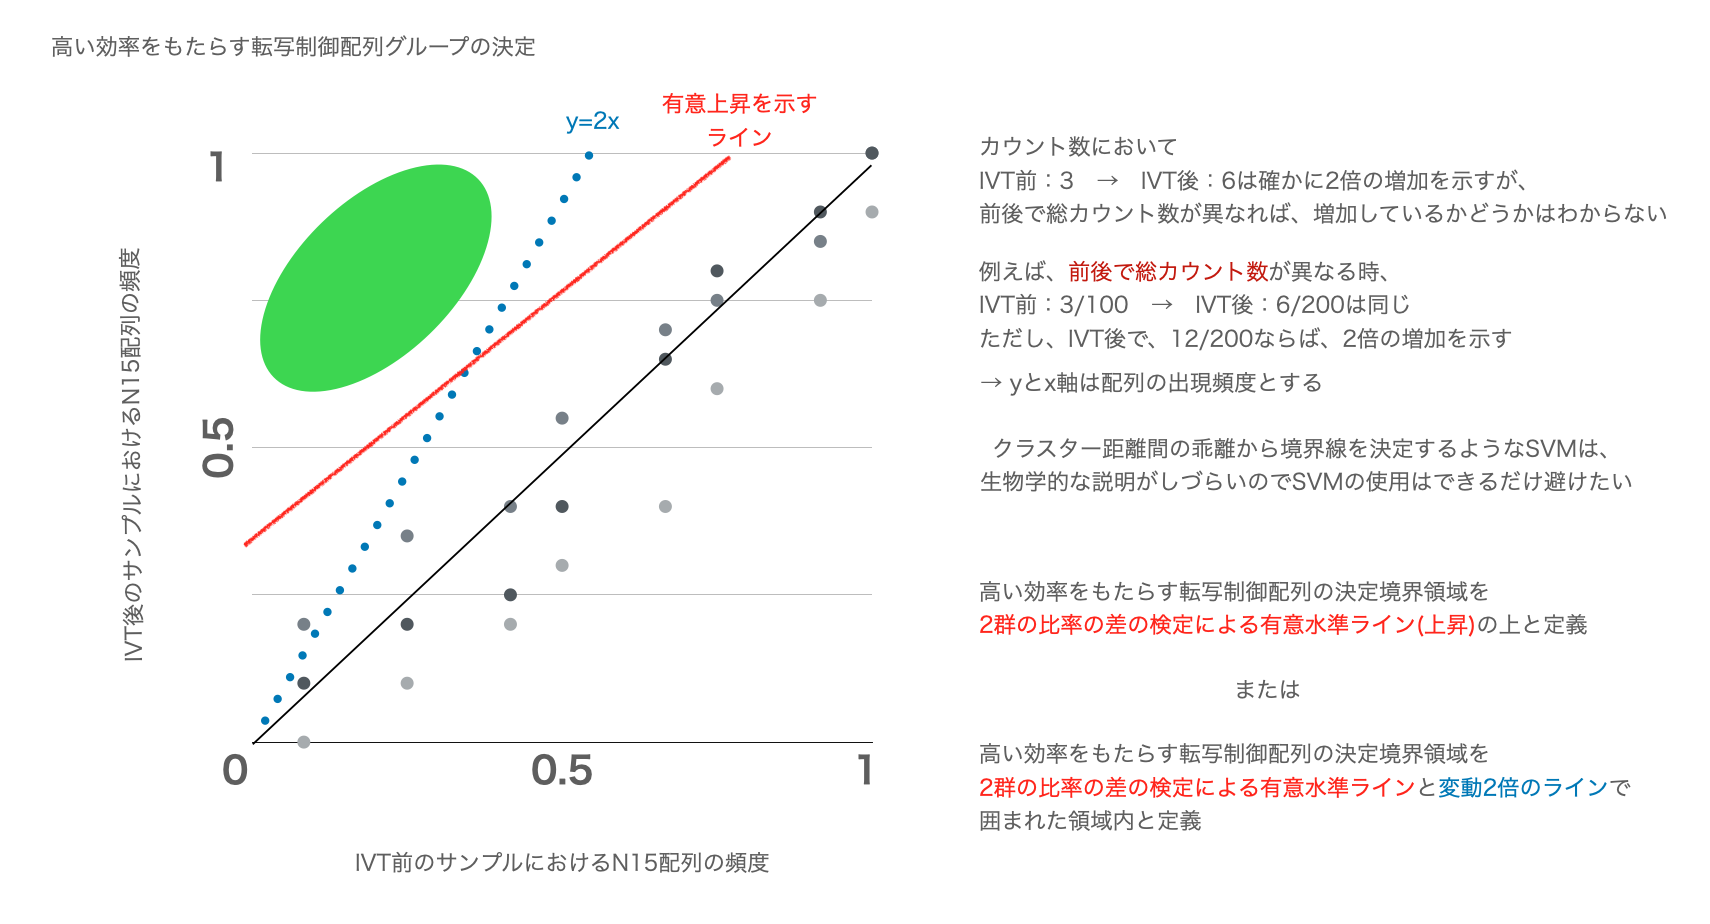 高い効率をもたらす転写制御配列グループの決定
y=2x
有意上昇を示す
ライン
1
0.5
0
0.5
1
IVT後のサンプルにおけるN15配列の頻度
IVT前のサンプルにおけるN15配列の頻度
カウント数において
IVT前：3　→　IVT後：6は確かに2倍の増加を示すが、
前後で総カウント数が異なれば、増加しているかどうかはわからない
例えば、前後で総カウント数が異なる時、
IVT前：3/100　→　IVT後：6/200は同じ
ただし、IVT後で、12/200ならば、2倍の増加を示す
→ yとx軸は配列の出現頻度とする
クラスター距離間の乖離から境界線を決定するようなSVMは、
生物学的な説明がしづらいのでSVMの使用はできるだけ避けたい
高い効率をもたらす転写制御配列の決定境界領域を
2群の比率の差の検定による有意水準ライン(上昇)の上と定義
または
高い効率をもたらす転写制御配列の決定境界領域を
2群の比率の差の検定による有意水準ラインと変動2倍のラインで
囲まれた領域内と定義